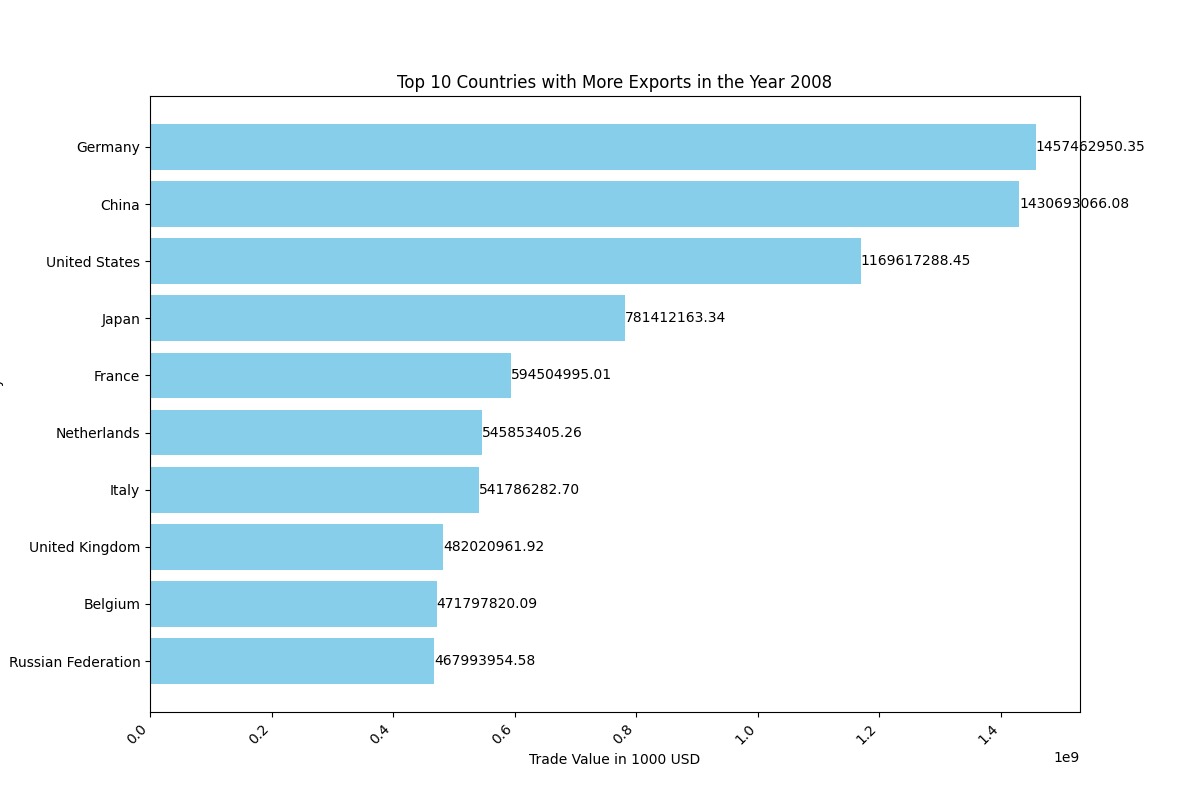 Top 10 Countries with More Exports in the Year 2008
Germany 1457462950.35
China 1430693066.08
United States 1169617288.45
Japan 781412163.34
France 594504995.01
Netherlands 545853405.26
Italy 541786282.70
United Kingdom 482020961.92
Belgium 471797820.09
Russian Federation 467993954.58
0.0 0.2 0.4 0.6 0.8 1.0 1.2 1.4
1e9
Trade Value in 1000 USD